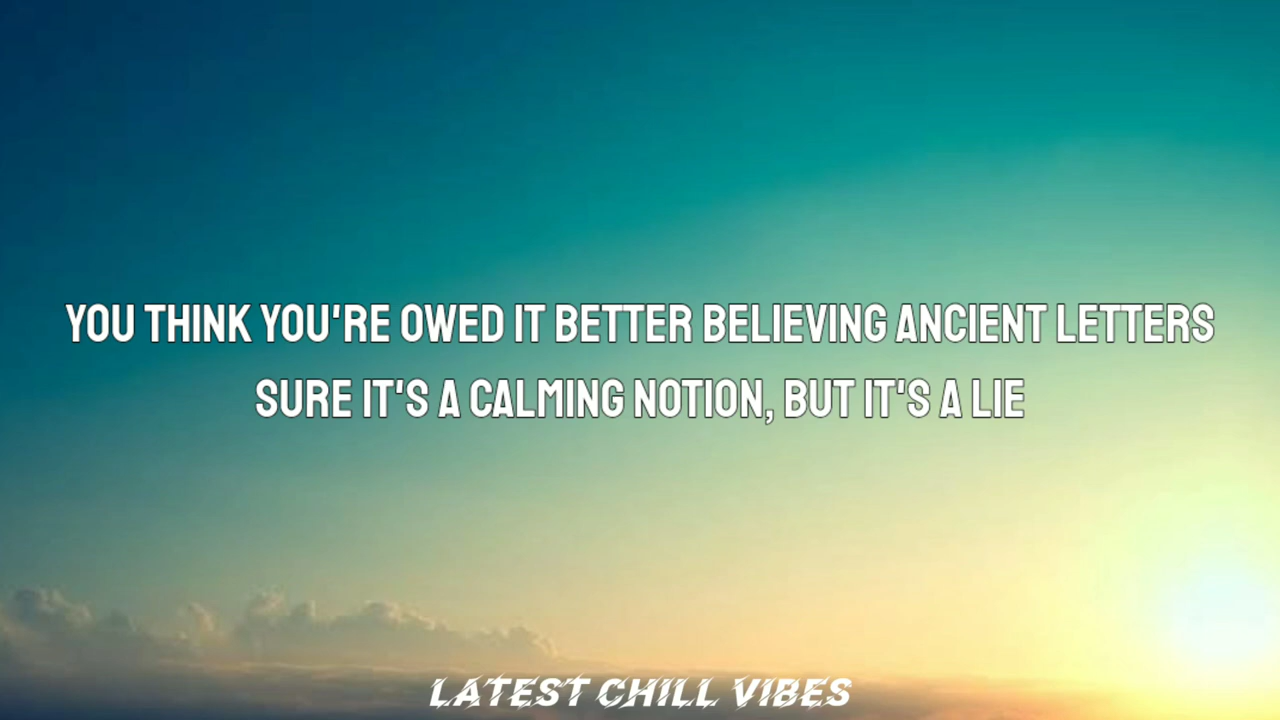 YOU THINK YOU'RE OWED IT BETTER BELIEVING ANCIENT LETTERS
SURE IT'S A CALMING NOTION, BUT IT'S A LIE
LATEST CHILL VIBES